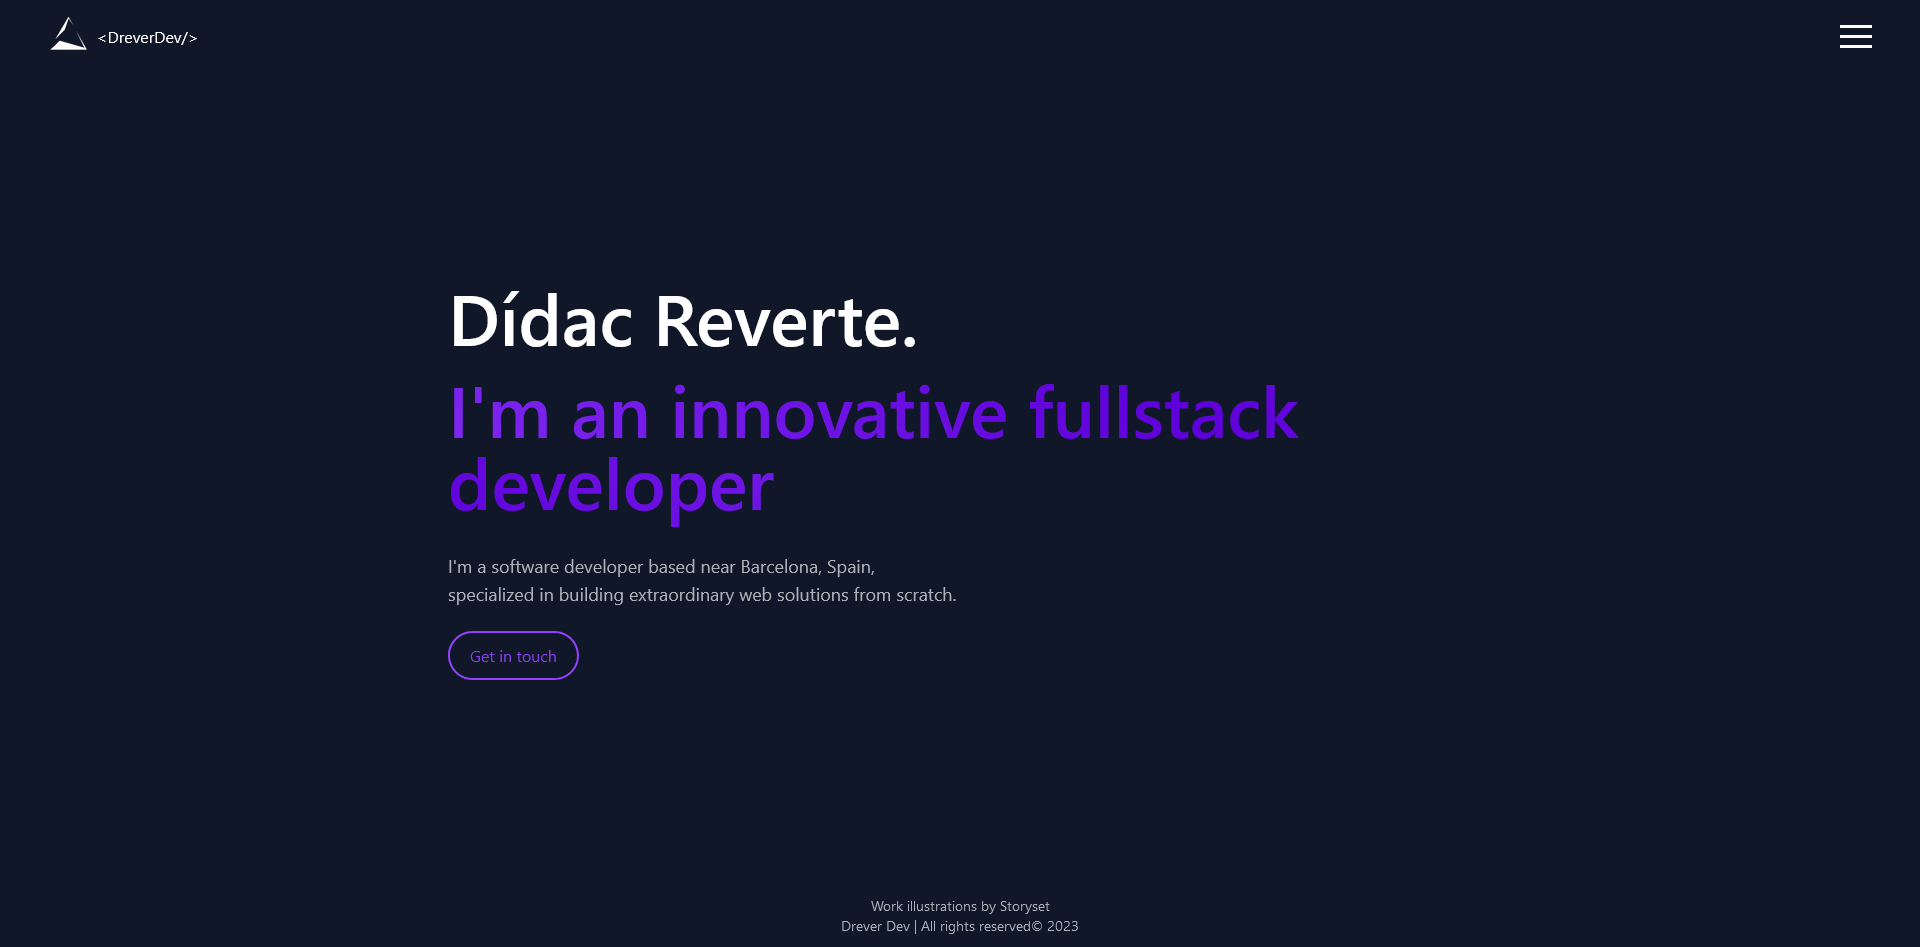 <DreverDev/>
Dídac Reverte.
I'm an innovative fullstack
developer
I'm a software developer based near Barcelona, Spain,
specialized in building extraordinary web solutions from scratch.
Get in touch
Work illustrations by Storyset
Drever Dev | All rights reserved© 2023